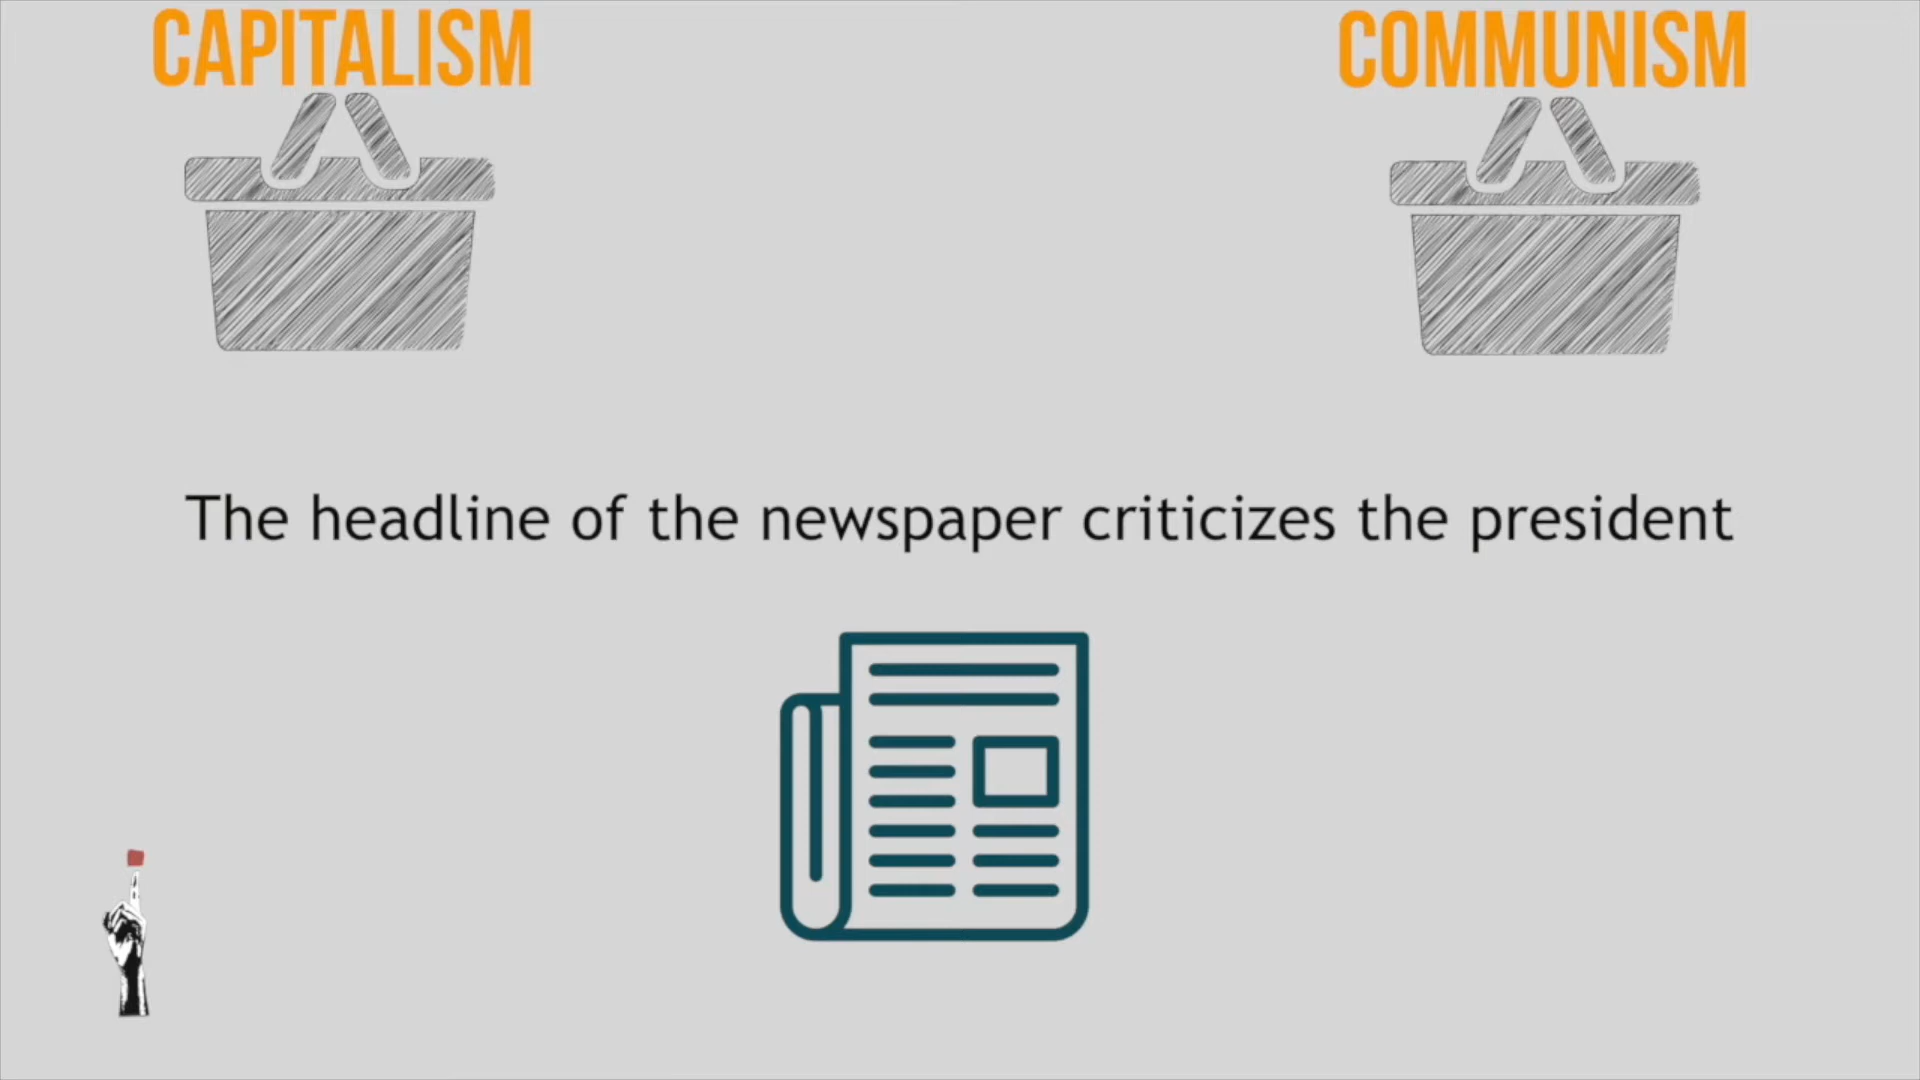 CAPITALISM
COMMUNISM
The headline of the newspaper criticizes the president